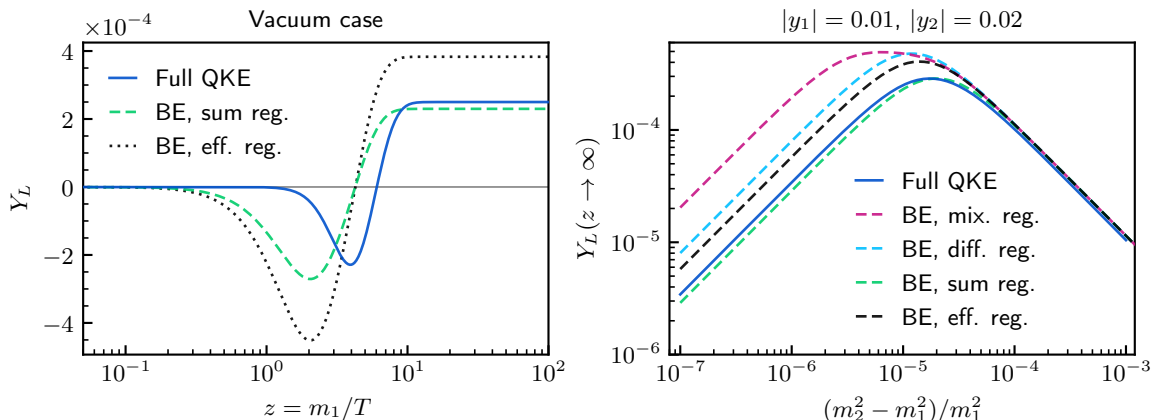 Vacuum case
×10⁻⁴
4
2
0
−2
−4
Y_L
Full QKE
BE, sum reg.
BE, eff. reg.
10⁻¹ 10⁰ 10¹ 10²
z = m₁/T
|y₁| = 0.01, |y₂| = 0.02
10⁻⁴
10⁻⁵
10⁻⁶
Y_L(z → ∞)
Full QKE
BE, mix. reg.
BE, diff. reg.
BE, sum reg.
BE, eff. reg.
10⁻⁷ 10⁻⁶ 10⁻⁵ 10⁻⁴ 10⁻³
(m₂² − m₁²)/m₁²